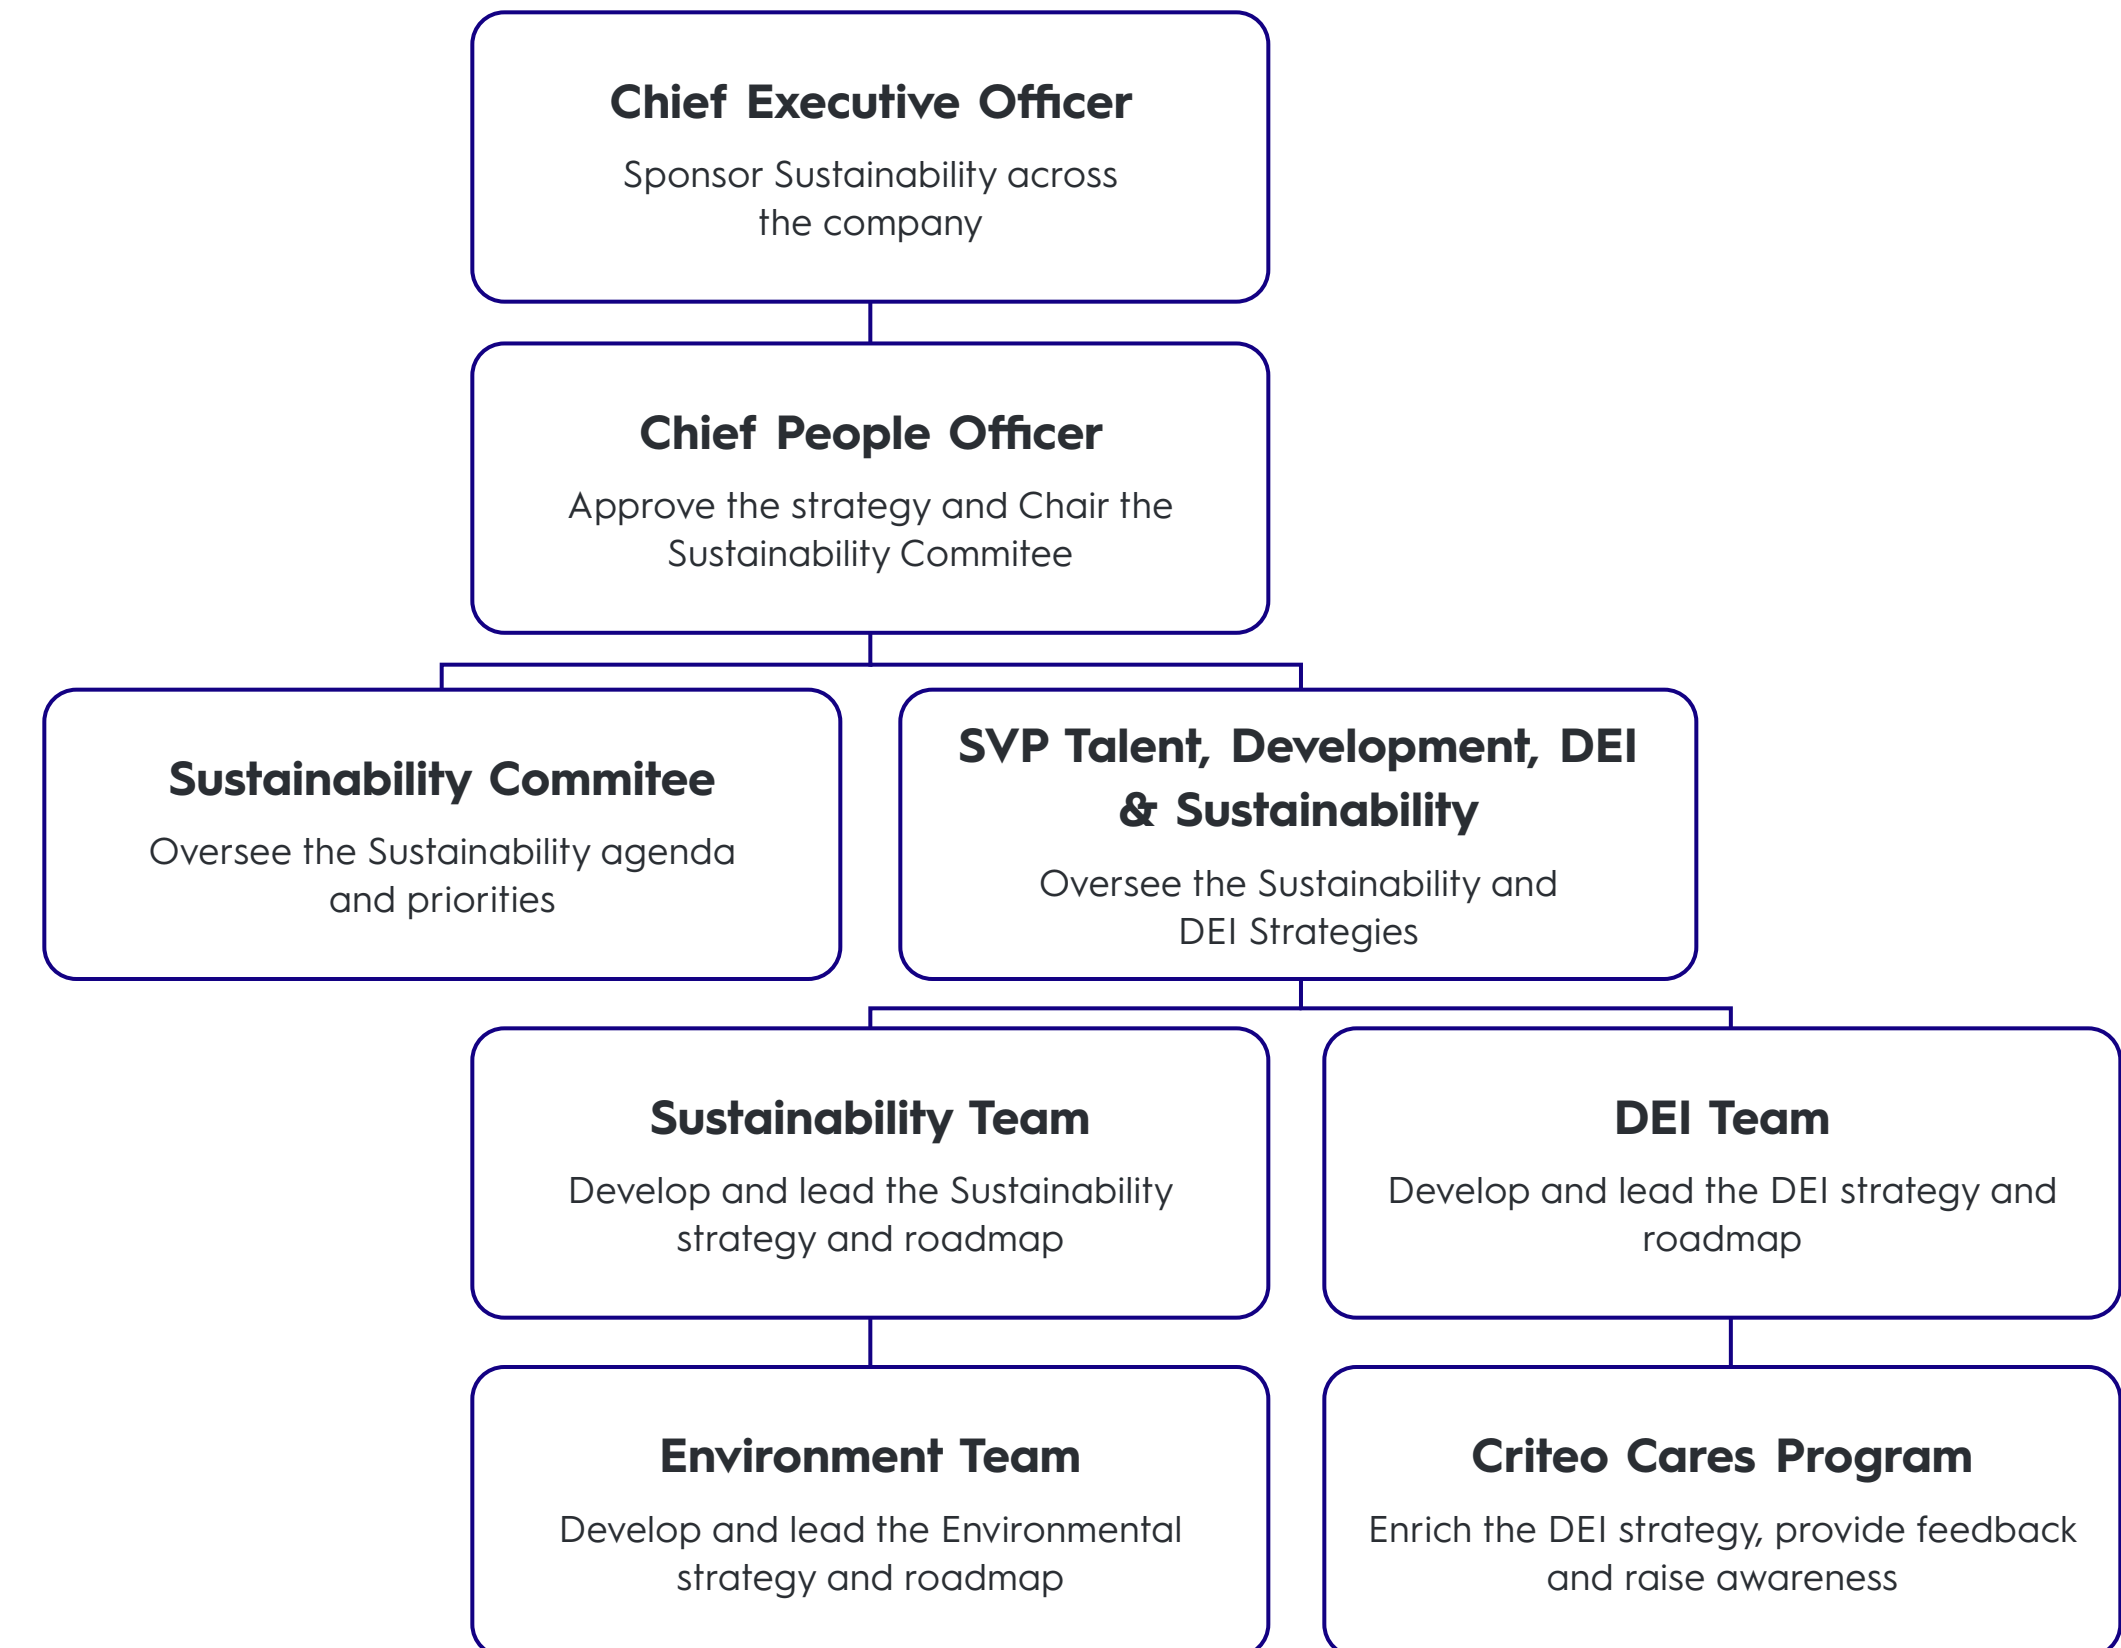 Chief Executive Officer
Sponsor Sustainability across
the company
Chief People Officer
Approve the strategy and Chair the
Sustainability Commitee
Sustainability Commitee
Oversee the Sustainability agenda
and priorities
SVP Talent, Development, DEI
& Sustainability
Oversee the Sustainability and
DEI Strategies
Sustainability Team
Develop and lead the Sustainability
strategy and roadmap
DEI Team
Develop and lead the DEI strategy and
roadmap
Environment Team
Develop and lead the Environmental
strategy and roadmap
Criteo Cares Program
Enrich the DEI strategy, provide feedback
and raise awareness